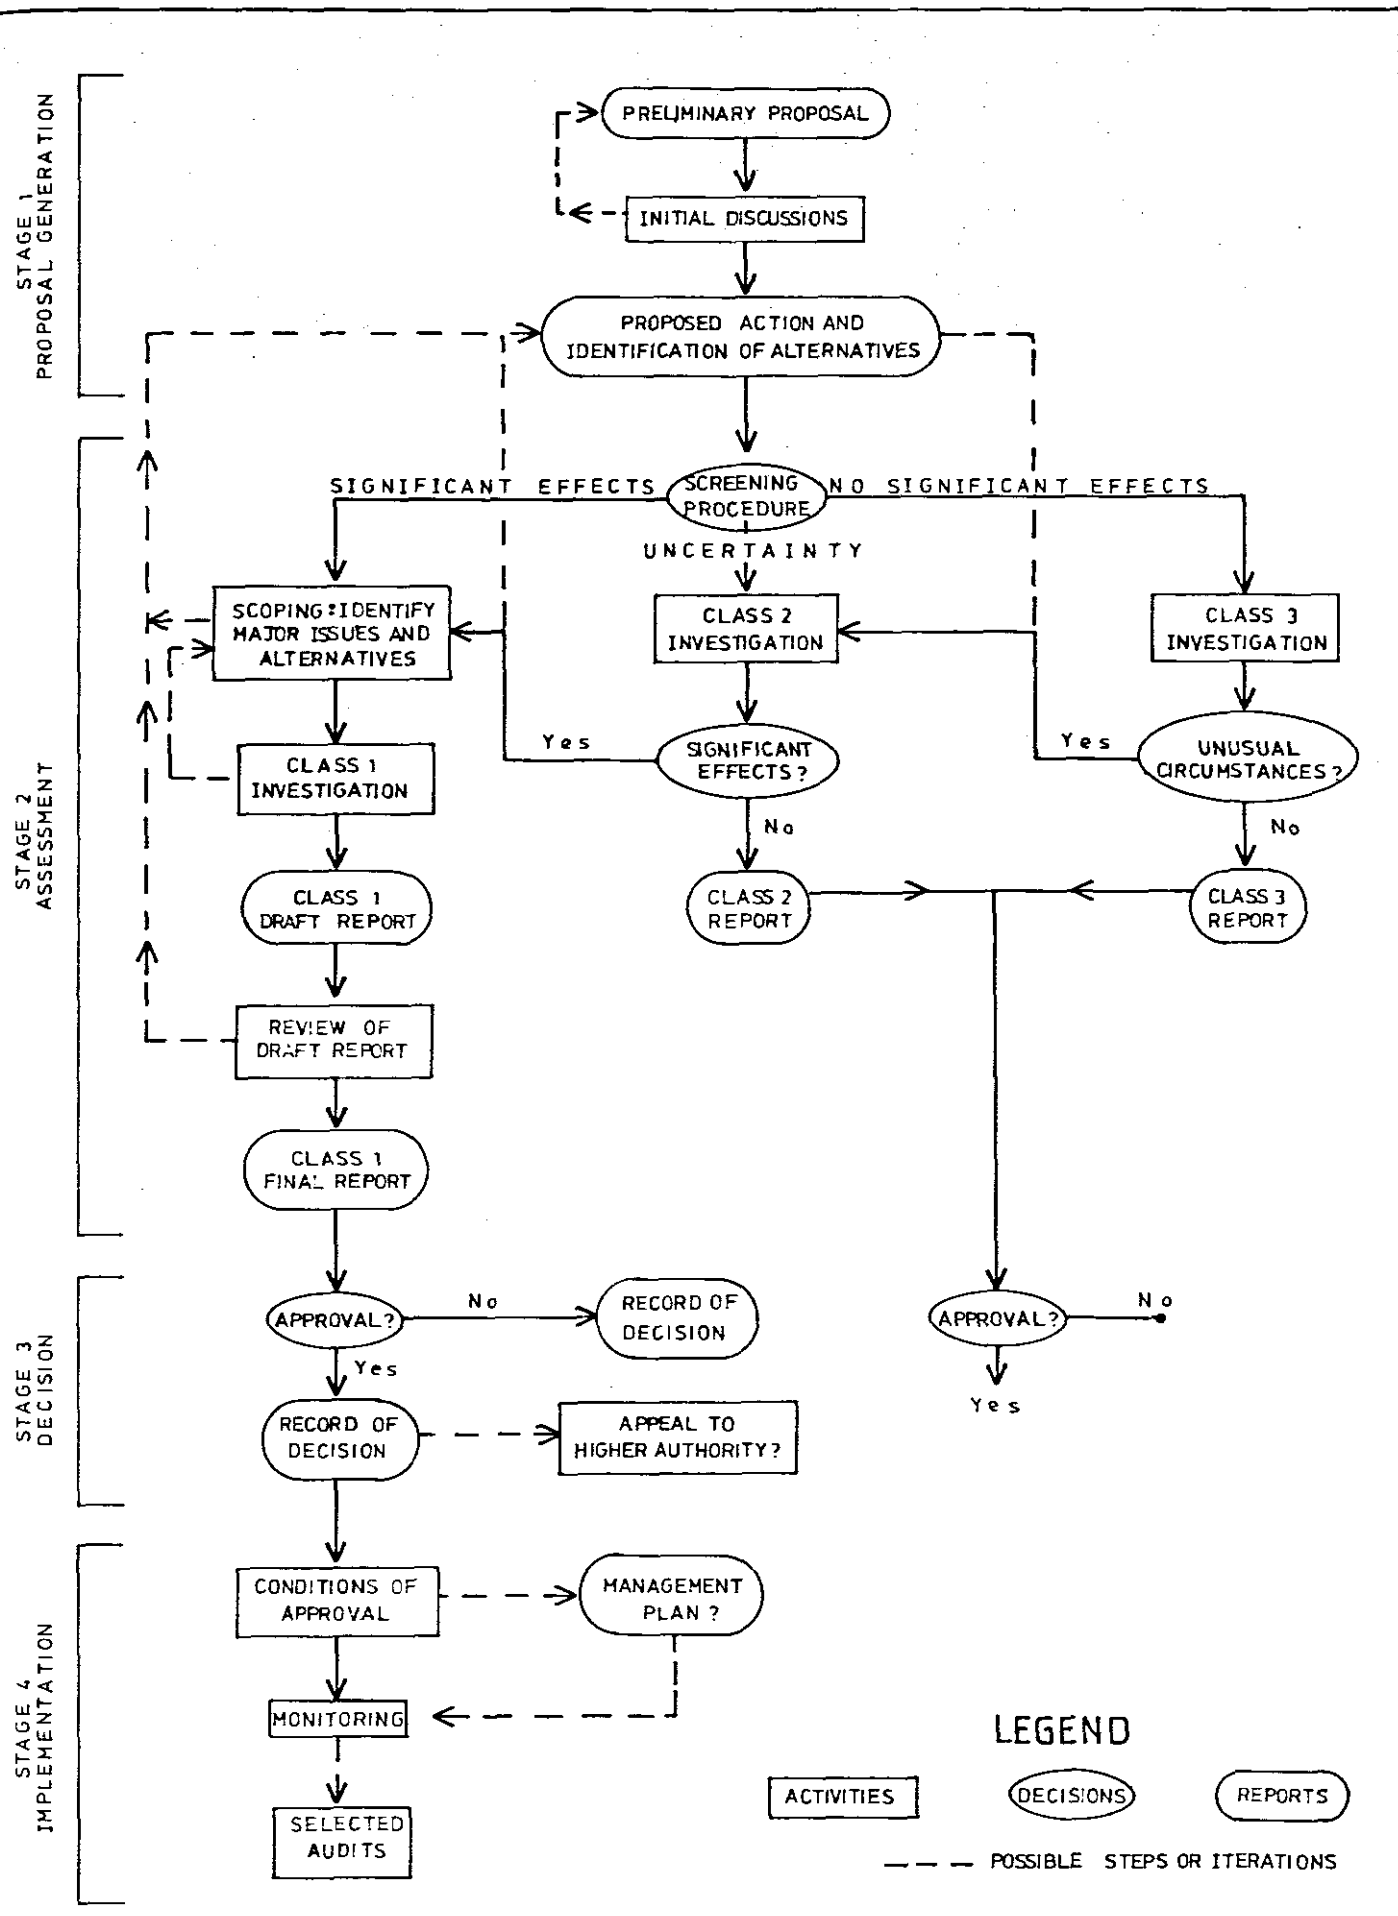 STAGE 1
PROPOSAL GENERATION
PRELIMINARY PROPOSAL
INITIAL DISCUSSIONS
PROPOSED ACTION AND
IDENTIFICATION OF ALTERNATIVES
STAGE 2
ASSESSMENT
SIGNIFICANT EFFECTS
SCREENING
PROCEDURE
NO SIGNIFICANT EFFECTS
UNCERTAINTY
SCOPING: IDENTIFY
MAJOR ISSUES AND
ALTERNATIVES
CLASS 2
INVESTIGATION
CLASS 3
INVESTIGATION
Yes
SIGNIFICANT
EFFECTS?
Yes
UNUSUAL
CIRCUMSTANCES?
CLASS 1
INVESTIGATION
No
No
CLASS 1
DRAFT REPORT
CLASS 2
REPORT
CLASS 3
REPORT
REVIEW OF
DRAFT REPORT
CLASS 1
FINAL REPORT
STAGE 3
DECISION
APPROVAL?
No
RECORD OF
DECISION
APPROVAL?
No
Yes
Yes
RECORD OF
DECISION
APPEAL TO
HIGHER AUTHORITY?
STAGE 4
IMPLEMENTATION
CONDITIONS OF
APPROVAL
MANAGEMENT
PLAN?
MONITORING
SELECTED
AUDITS
LEGEND
ACTIVITIES
DECISIONS
REPORTS
POSSIBLE STEPS OR ITERATIONS